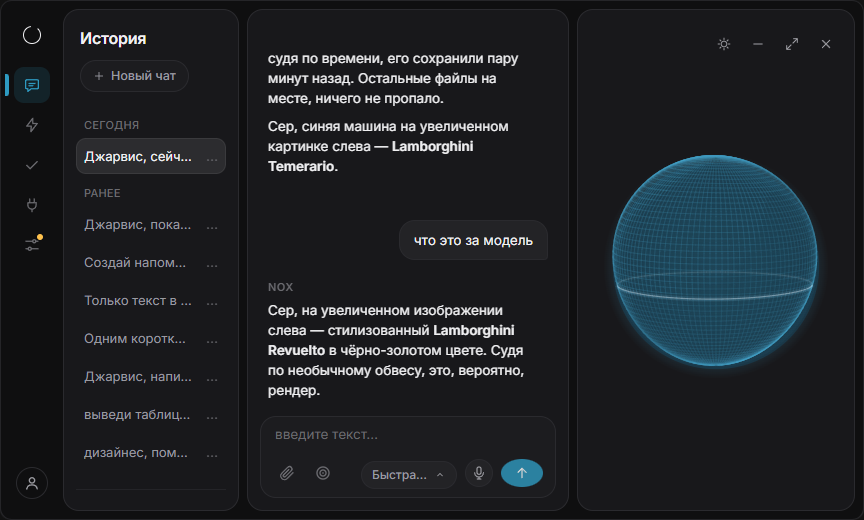 История
+ Новый чат
СЕГОДНЯ
Джарвис, сейч... ...
РАНЕЕ
Джарвис, пока... ...
Создай напом... ...
Только текст в ... ...
Одним коротк... ...
Джарвис, напи... ...
выведи таблиц... ...
дизайнес, пом... ...
судя по времени, его сохранили пару
минут назад. Остальные файлы на
месте, ничего не пропало.
Сер, синяя машина на увеличенном
картинке слева — Lamborghini
Temerario.
что это за модель
NOX
Сер, на увеличенном изображении
слева — стилизованный Lamborghini
Revuelto в чёрно-золотом цвете. Судя
по необычному обвесу, это, вероятно,
рендер.
введите текст...
Быстра...